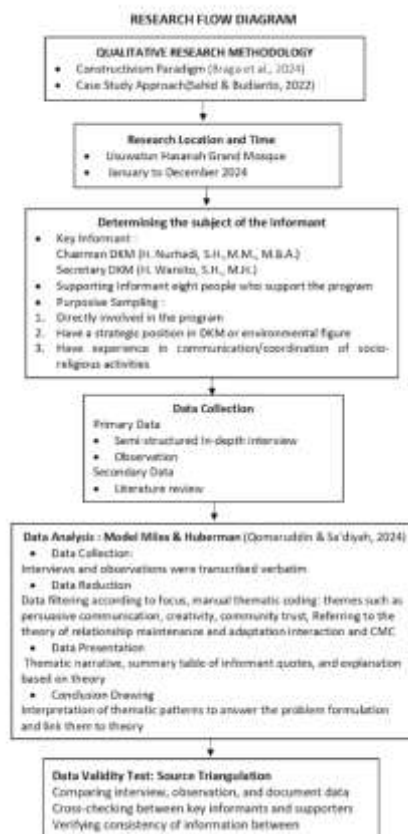 RESEARCH FLOW DIAGRAM
QUALITATIVE RESEARCH METHODOLOGY
• Constructivism Paradigm (Braga et al., 2024)
• Case Study Approach(Sahid & Budianto, 2022)
Research Location and Time
• Usuwatun Hasanah Grand Mosque
• January to December 2024
Determining the subject of the Informant
• Key Informant :
Chairman DKM (H. Nurhadi, S.H.,M.M., M.B.A.)
Secretary DKM (H. Warsito, S.H., M.H.)
• Supporting Informant eight people who support the program
• Purposive Sampling :
1. Directly involved in the program
2. Have a strategic position in DKM or environmental figure
3. Have experience in communication/coordination of socio-
religious activities
Data Collection
Primary Data
• Semi-structured In-depth interview
• Observation
Secondary Data
• Literature review
Data Analysis : Model Miles & Huberman (Qomaruddin & Sa'diyah, 2024)
• Data Collection:
Interviews and observations were transcribed verbatim
• Data Reduction
Data filtering according to focus, manual thematic coding: themes such as
persuasive communication, creativity, community trust, Referring to the
theory of relationship maintenance and adaptation interaction and CMC
• Data Presentation
Thematic narrative, summary table of informant quotes, and explanation
based on theory
• Conclusion Drawing
Interpretation of thematic patterns to answer the problem formulation
and link them to theory
Data Validity Test: Source Triangulation
Comparing interview, observation, and document data
Cross-checking between key informants and supporters
Verifying consistency of information between